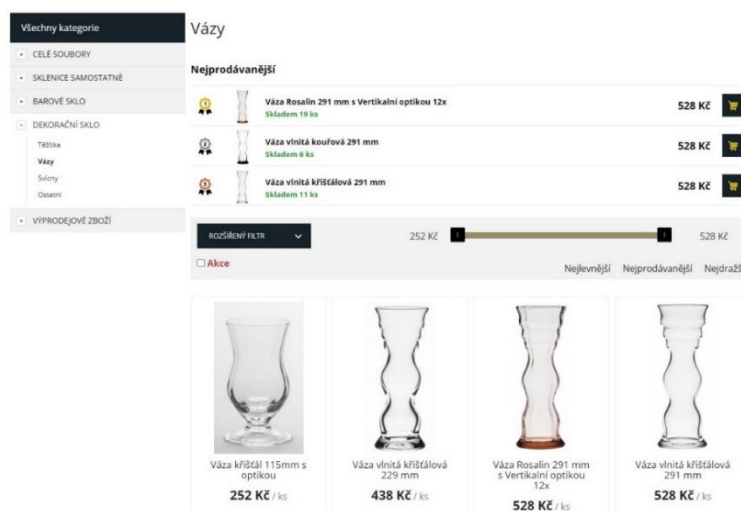 Všechny kategorie
CELÉ SOUBORY
SKLENICE SAMOSTATNÉ
BAROVÉ SKLO
DEKORAČNÍ SKLO
Těžítka
Vázy
Svícny
Ostatní
VÝPRODEJOVÉ ZBOŽÍ
Vázy
Nejprodávanější
1
Váza Rosalin 291 mm s Vertikalní optikou 12x
Skladem 19 ks
528 Kč
2
Váza vlnitá kouřová 291 mm
Skladem 6 ks
528 Kč
3
Váza vlnitá křišťálová 291 mm
Skladem 11 ks
528 Kč
ROZŠÍŘENÝ FILTR
252 Kč
528 Kč
Akce
Nejlevnější Nejprodávanější Nejdražš
Váza křišťál 115mm s
optikou
252 Kč / ks
Váza vlnitá křišťálová
229 mm
438 Kč / ks
Váza Rosalin 291 mm
s Vertikalní optikou
12x
528 Kč / ks
Váza vlnitá křišťálová
291 mm
528 Kč / ks